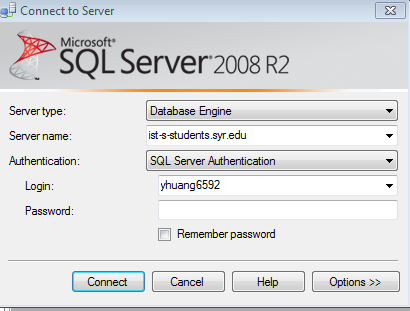 Connect to Server
Microsoft®
SQL Server® 2008 R2
Server type: Database Engine
Server name: ist-s-students.syr.edu
Authentication: SQL Server Authentication
Login: yhuang6592
Password:
Remember password
Connect Cancel Help Options >>